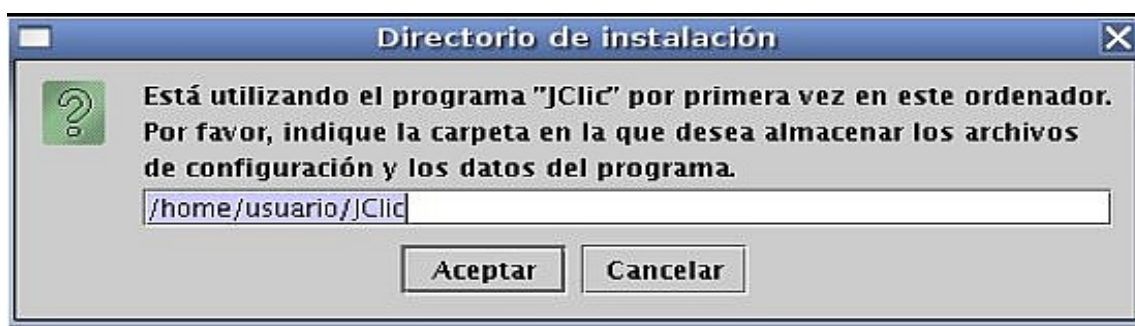 Directorio de instalación
Está utilizando el programa "JClic" por primera vez en este ordenador.
Por favor, indique la carpeta en la que desea almacenar los archivos
de configuración y los datos del programa.
/home/usuario/JClic
Aceptar Cancelar